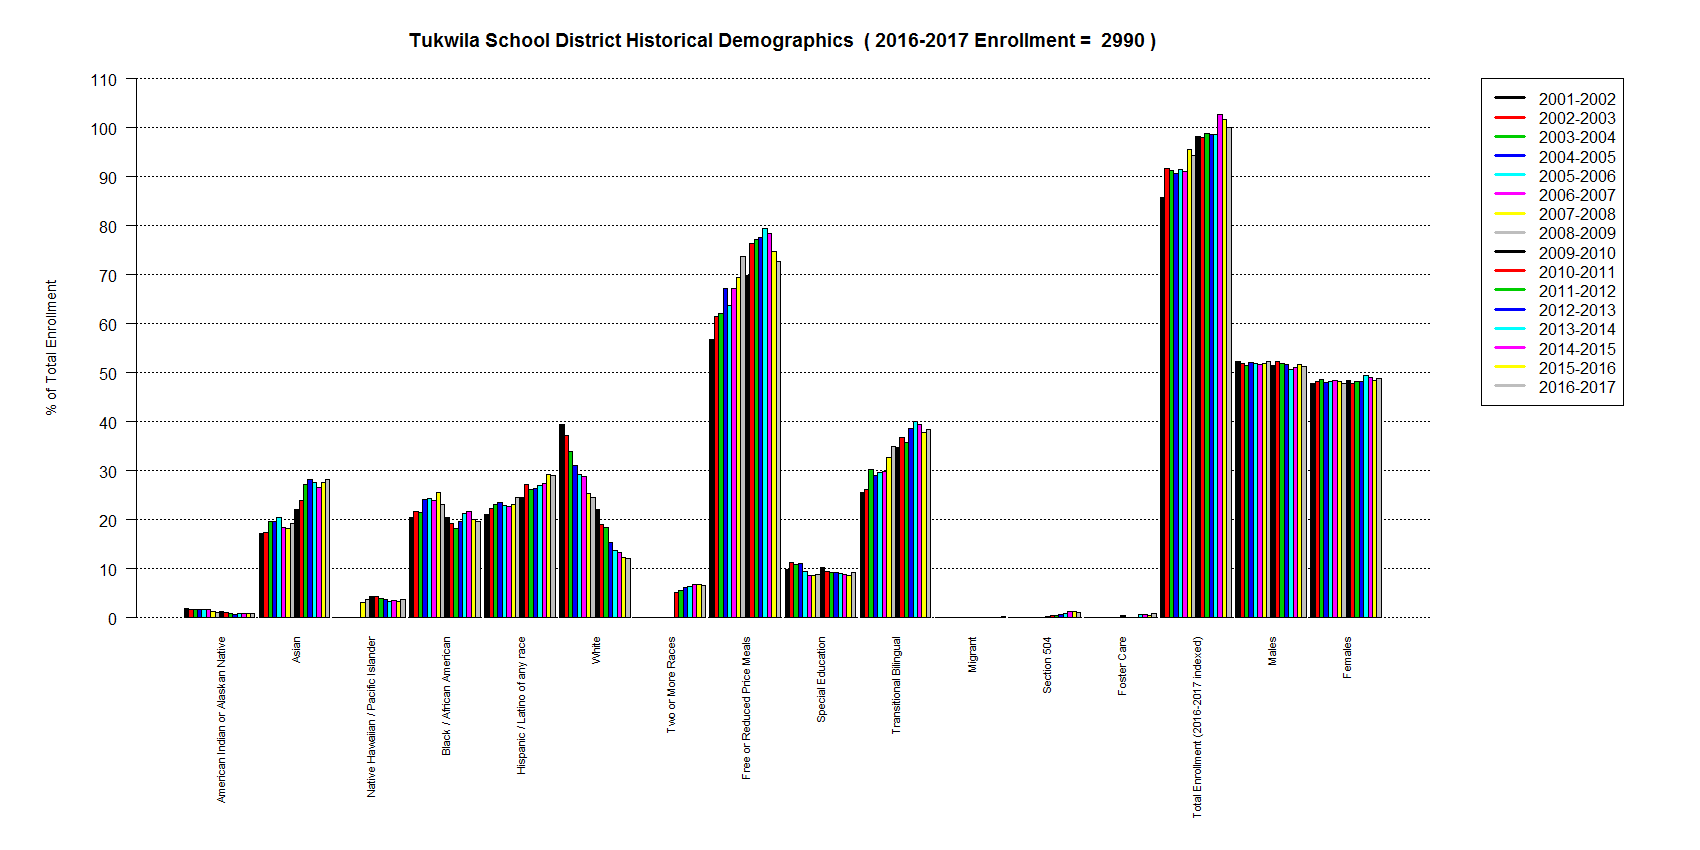 Tukwila School District Historical Demographics ( 2016-2017 Enrollment = 2990 )
% of Total Enrollment
110
100
90
80
70
60
50
40
30
20
10
0
American Indian or Alaskan Native
Asian
Native Hawaiian / Pacific Islander
Black / African American
Hispanic / Latino of any race
White
Two or More Races
Free or Reduced Price Meals
Special Education
Transitional Bilingual
Migrant
Section 504
Foster Care
Total Enrollment (2016-2017 indexed)
Males
Females
2001-2002
2002-2003
2003-2004
2004-2005
2005-2006
2006-2007
2007-2008
2008-2009
2009-2010
2010-2011
2011-2012
2012-2013
2013-2014
2014-2015
2015-2016
2016-2017